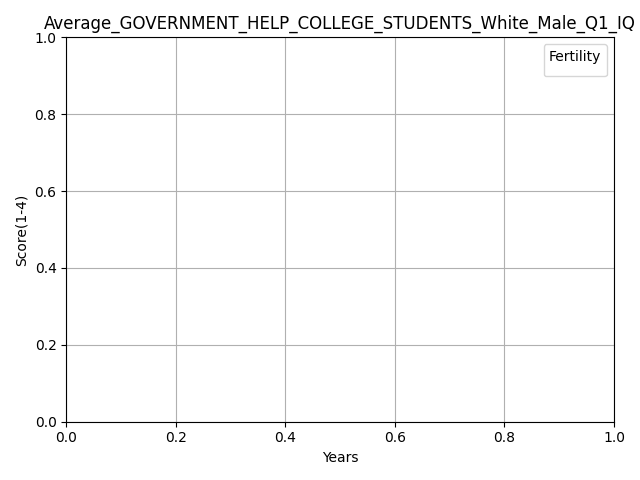 Average_GOVERNMENT_HELP_COLLEGE_STUDENTS_White_Male_Q1_IQ
Fertility
1.0
0.8
0.6
0.4
0.2
0.0
Score(1-4)
0.0 0.2 0.4 0.6 0.8 1.0
Years